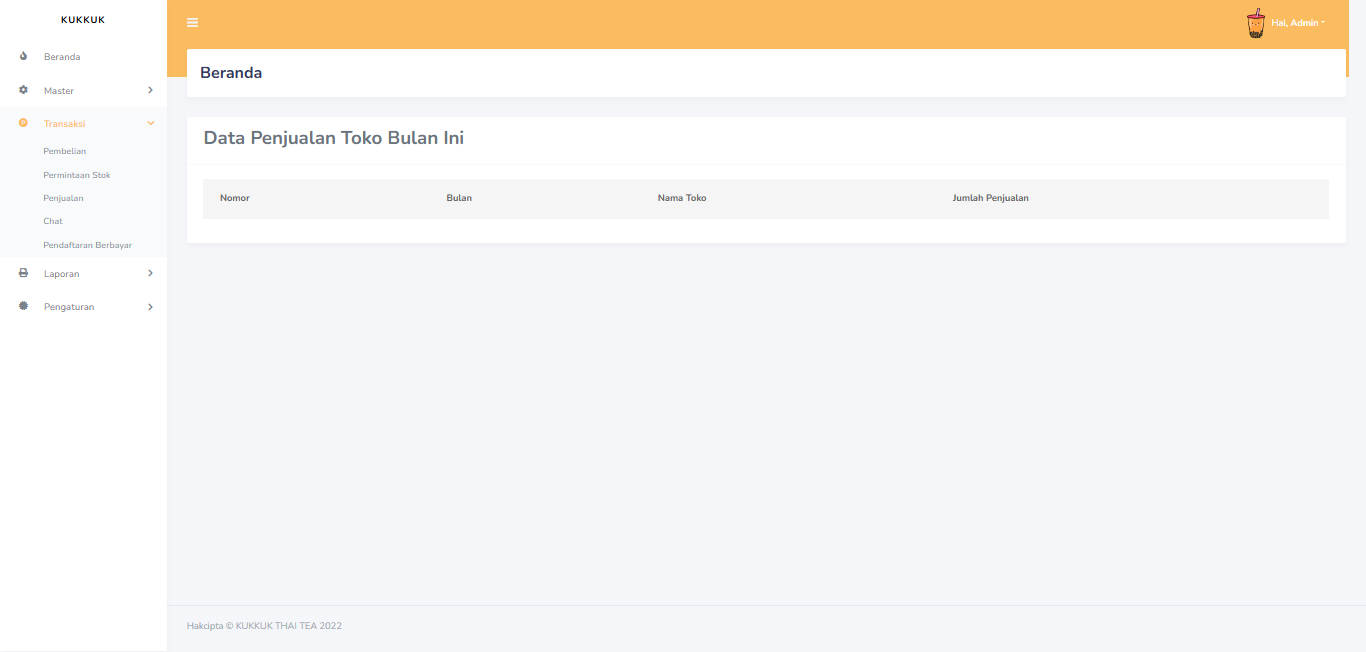 KUKKUK
Hai, Admin
Beranda
Master
Transaksi
Pembelian
Permintaan Stok
Penjualan
Chat
Pendaftaran Berbayar
Laporan
Pengaturan
Beranda
Data Penjualan Toko Bulan Ini
Nomor Bulan Nama Toko Jumlah Penjualan
Hakcipta © KUKKUK THAI TEA 2022